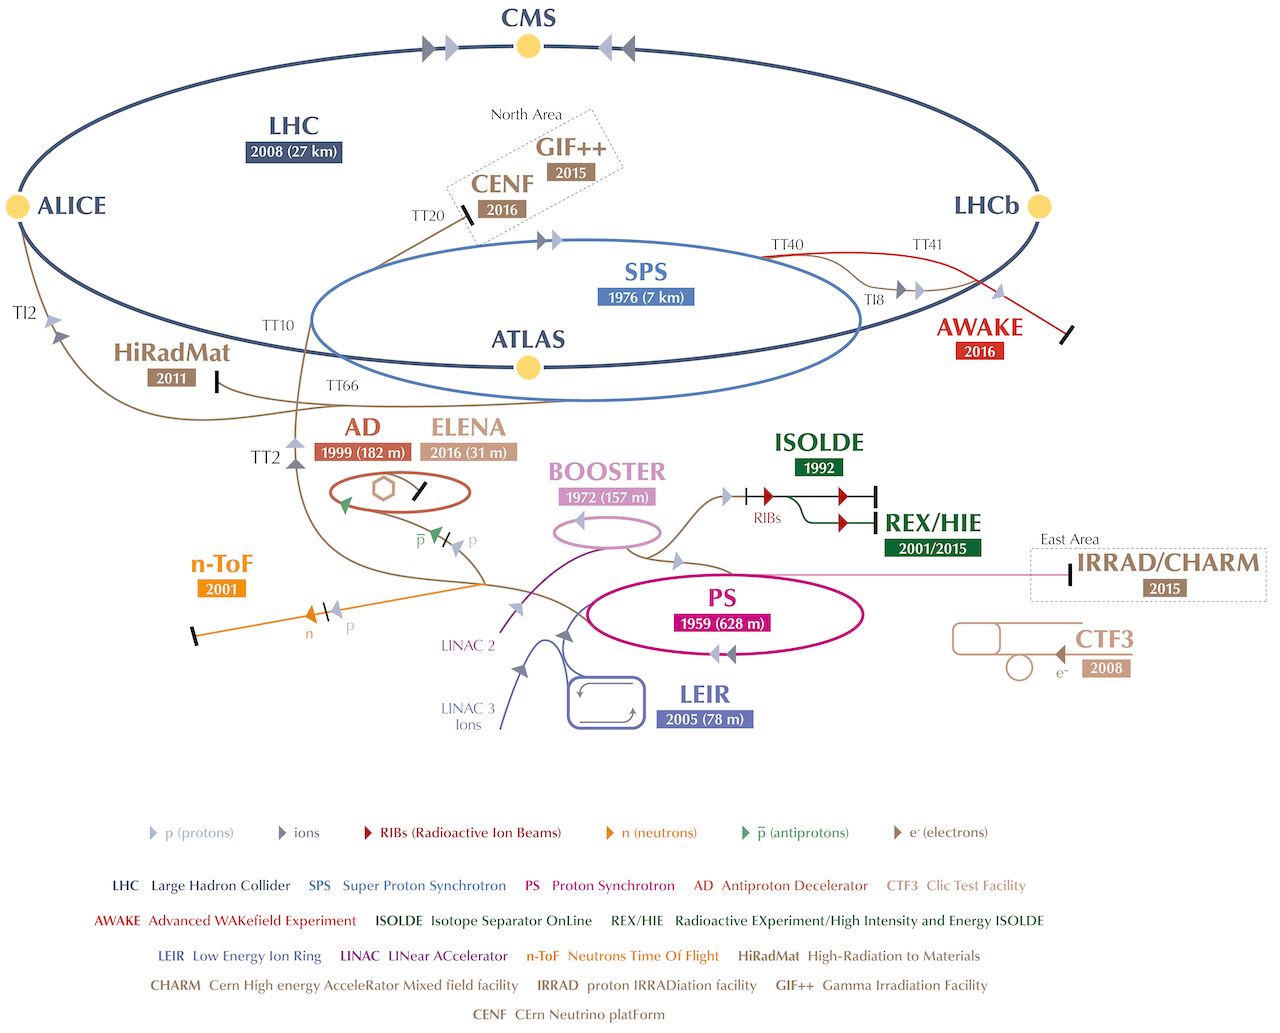 CMS
LHC
2008 (27 km)
North Area
GIF++
2015
CENF
2016
TT20
ALICE
LHCb
TT40
TT41
SPS
1976 (7 km)
TI8
TI2
TT10
ATLAS
AWAKE
2016
HiRadMat
2011
TT66
AD
1999 (182 m)
ELENA
2016 (31 m)
TT2
ISOLDE
1992
BOOSTER
1972 (157 m)
RIBs
REX/HIE
2001/2015
p̅
p
East Area
IRRAD/CHARM
2015
n-ToF
2001
n
p
PS
1959 (628 m)
LINAC 2
CTF3
2008
e-
LEIR
2005 (78 m)
LINAC 3
Ions
p (protons) ions RIBs (Radioactive Ion Beams) n (neutrons) p̅ (antiprotons) e- (electrons)
LHC Large Hadron Collider SPS Super Proton Synchrotron PS Proton Synchrotron AD Antiproton Decelerator CTF3 Clic Test Facility
AWAKE Advanced WAKefield Experiment ISOLDE Isotope Separator OnLine REX/HIE Radioactive EXperiment/High Intensity and Energy ISOLDE
LEIR Low Energy Ion Ring LINAC LINear ACcelerator n-ToF Neutrons Time Of Flight HiRadMat High-Radiation to Materials
CHARM Cern High energy AcceleRator Mixed field facility IRRAD proton IRRADiation facility GIF++ Gamma Irradiation Facility
CENF CErn Neutrino platForm